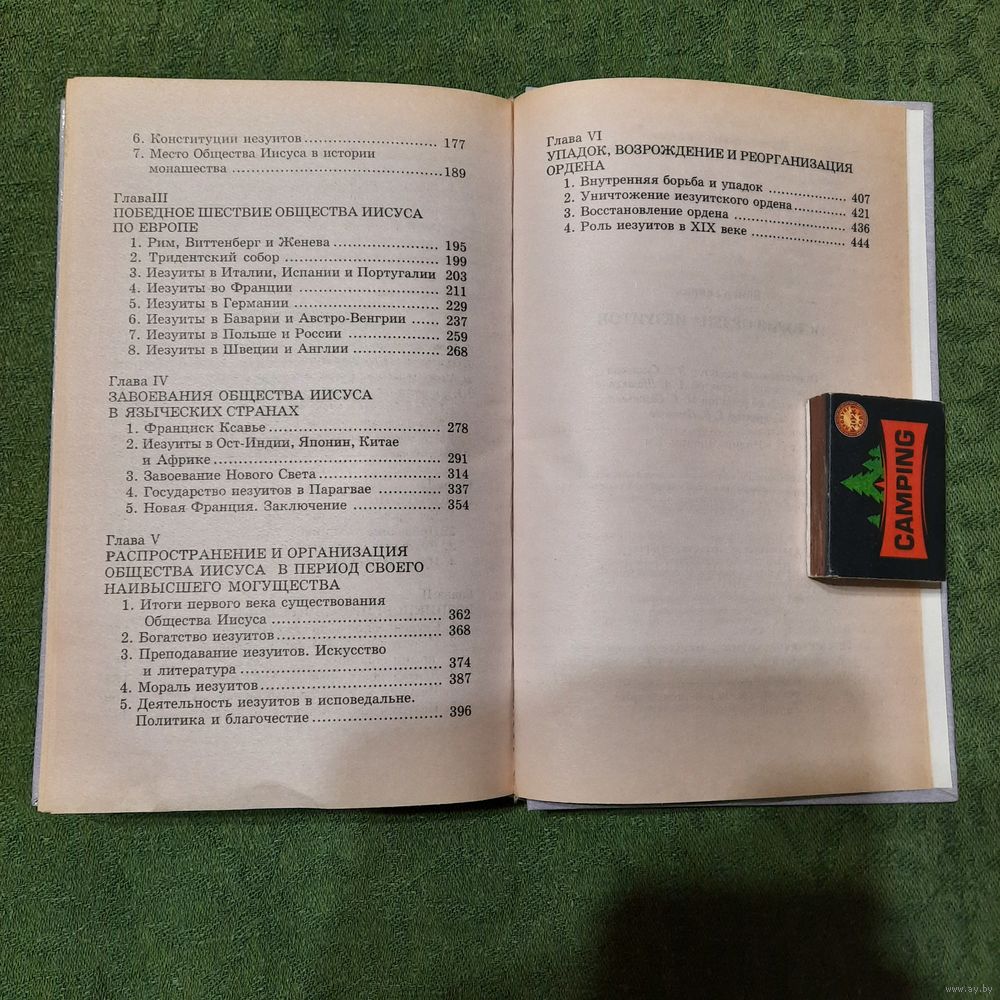 6. Конституции иезуитов ..................... 177
7. Место Общества Иисуса в истории
монашества ................................. 189
ГлаваIII
ПОБЕДНОЕ ШЕСТВИЕ ОБЩЕСТВА ИИСУСА
ПО ЕВРОПЕ
1. Рим, Виттенберг и Женева ................ 195
2. Тридентский собор ....................... 199
3. Иезуиты в Италии, Испании и Португалии 203
4. Иезуиты во Франции ...................... 211
5. Иезуиты в Германии ...................... 229
6. Иезуиты в Баварии и Австро-Венгрии ...... 237
7. Иезуиты в Польше и России ............... 259
8. Иезуиты в Швеции и Англии ............... 268
Глава IV
ЗАВОЕВАНИЯ ОБЩЕСТВА ИИСУСА
В ЯЗЫЧЕСКИХ СТРАНАХ
1. Франциск Ксавье ......................... 278
2. Иезуиты в Ост-Индии, Японин, Китае
и Африке ................................... 291
3. Завоевание Нового Света ................. 314
4. Государство иезуитов в Парагвае ......... 337
5. Новая Франция. Заключение ............... 354
Глава V
РАСПРОСТРАНЕНИЕ И ОРГАНИЗАЦИЯ
ОБЩЕСТВА ИИСУСА В ПЕРИОД СВОЕГО
НАИВЫСШЕГО МОГУЩЕСТВА
1. Итоги первого века существования
Общества Иисуса ............................ 362
2. Богатство иезуитов ...................... 368
3. Преподавание иезуитов. Искусство
и литература ............................... 374
4. Мораль иезуитов ......................... 387
5. Деятельность иезуитов в исповедальне.
Политика и благочестие ..................... 396
Глава VI
УПАДОК, ВОЗРОЖДЕНИЕ И РЕОРГАНИЗАЦИЯ
ОРДЕНА
1. Внутренняя борьба и упадок .............. 407
2. Уничтожение иезуитского ордена .......... 421
3. Восстановление ордена ................... 436
4. Роль иезуитов в XIX веке ................ 444
CAMPING
www.ay.by